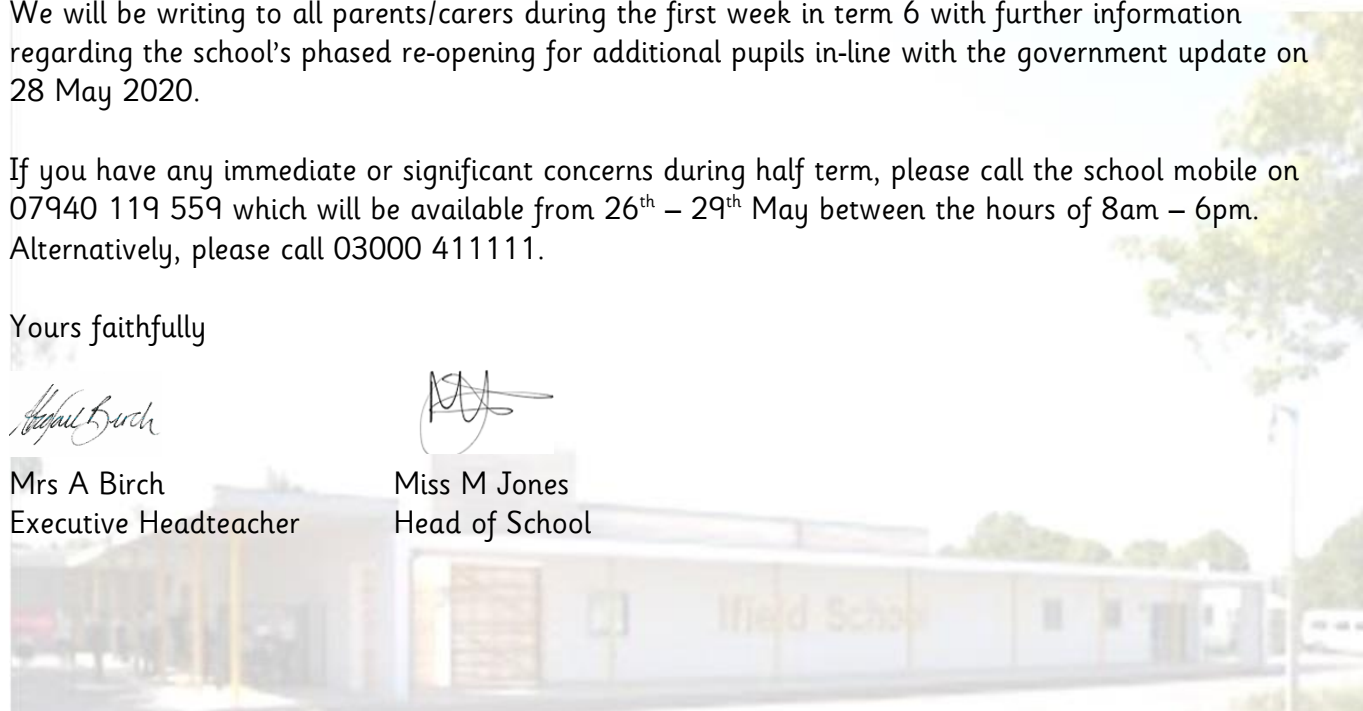 We will be writing to all parents/carers during the first week in term 6 with further information
regarding the school's phased re-opening for additional pupils in-line with the government update on
28 May 2020.
If you have any immediate or significant concerns during half term, please call the school mobile on
07940 119 559 which will be available from 26th – 29th May between the hours of 8am – 6pm.
Alternatively, please call 03000 411111.
Yours faithfully
Birch
Mrs A Birch Miss M Jones
Executive Headteacher Head of School
Ifield School